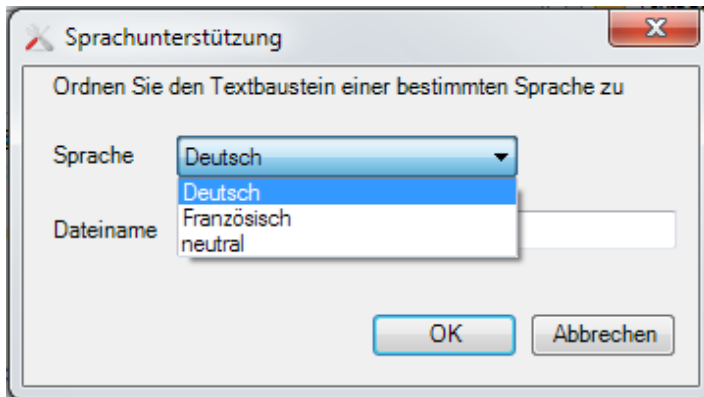 Sprachunterstützung
Ordnen Sie den Textbaustein einer bestimmten Sprache zu
Sprache Deutsch
Deutsch
Französisch
Dateiname
neutral
OK Abbrechen